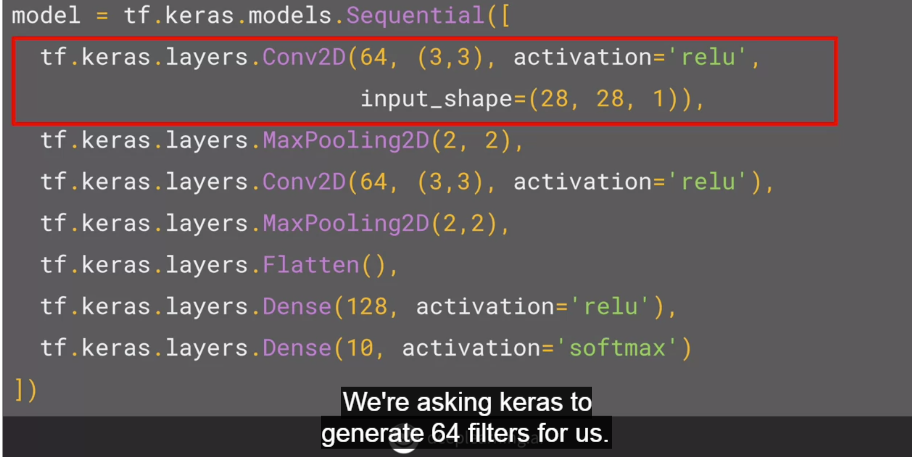 model = tf.keras.models.Sequential([
tf.keras.layers.Conv2D(64, (3,3), activation='relu',
input_shape=(28, 28, 1)),
tf.keras.layers.MaxPooling2D(2, 2),
tf.keras.layers.Conv2D(64, (3,3), activation='relu'),
tf.keras.layers.MaxPooling2D(2,2),
tf.keras.layers.Flatten(),
tf.keras.layers.Dense(128, activation='relu'),
tf.keras.layers.Dense(10, activation='softmax')
])
We're asking keras to
generate 64 filters for us.